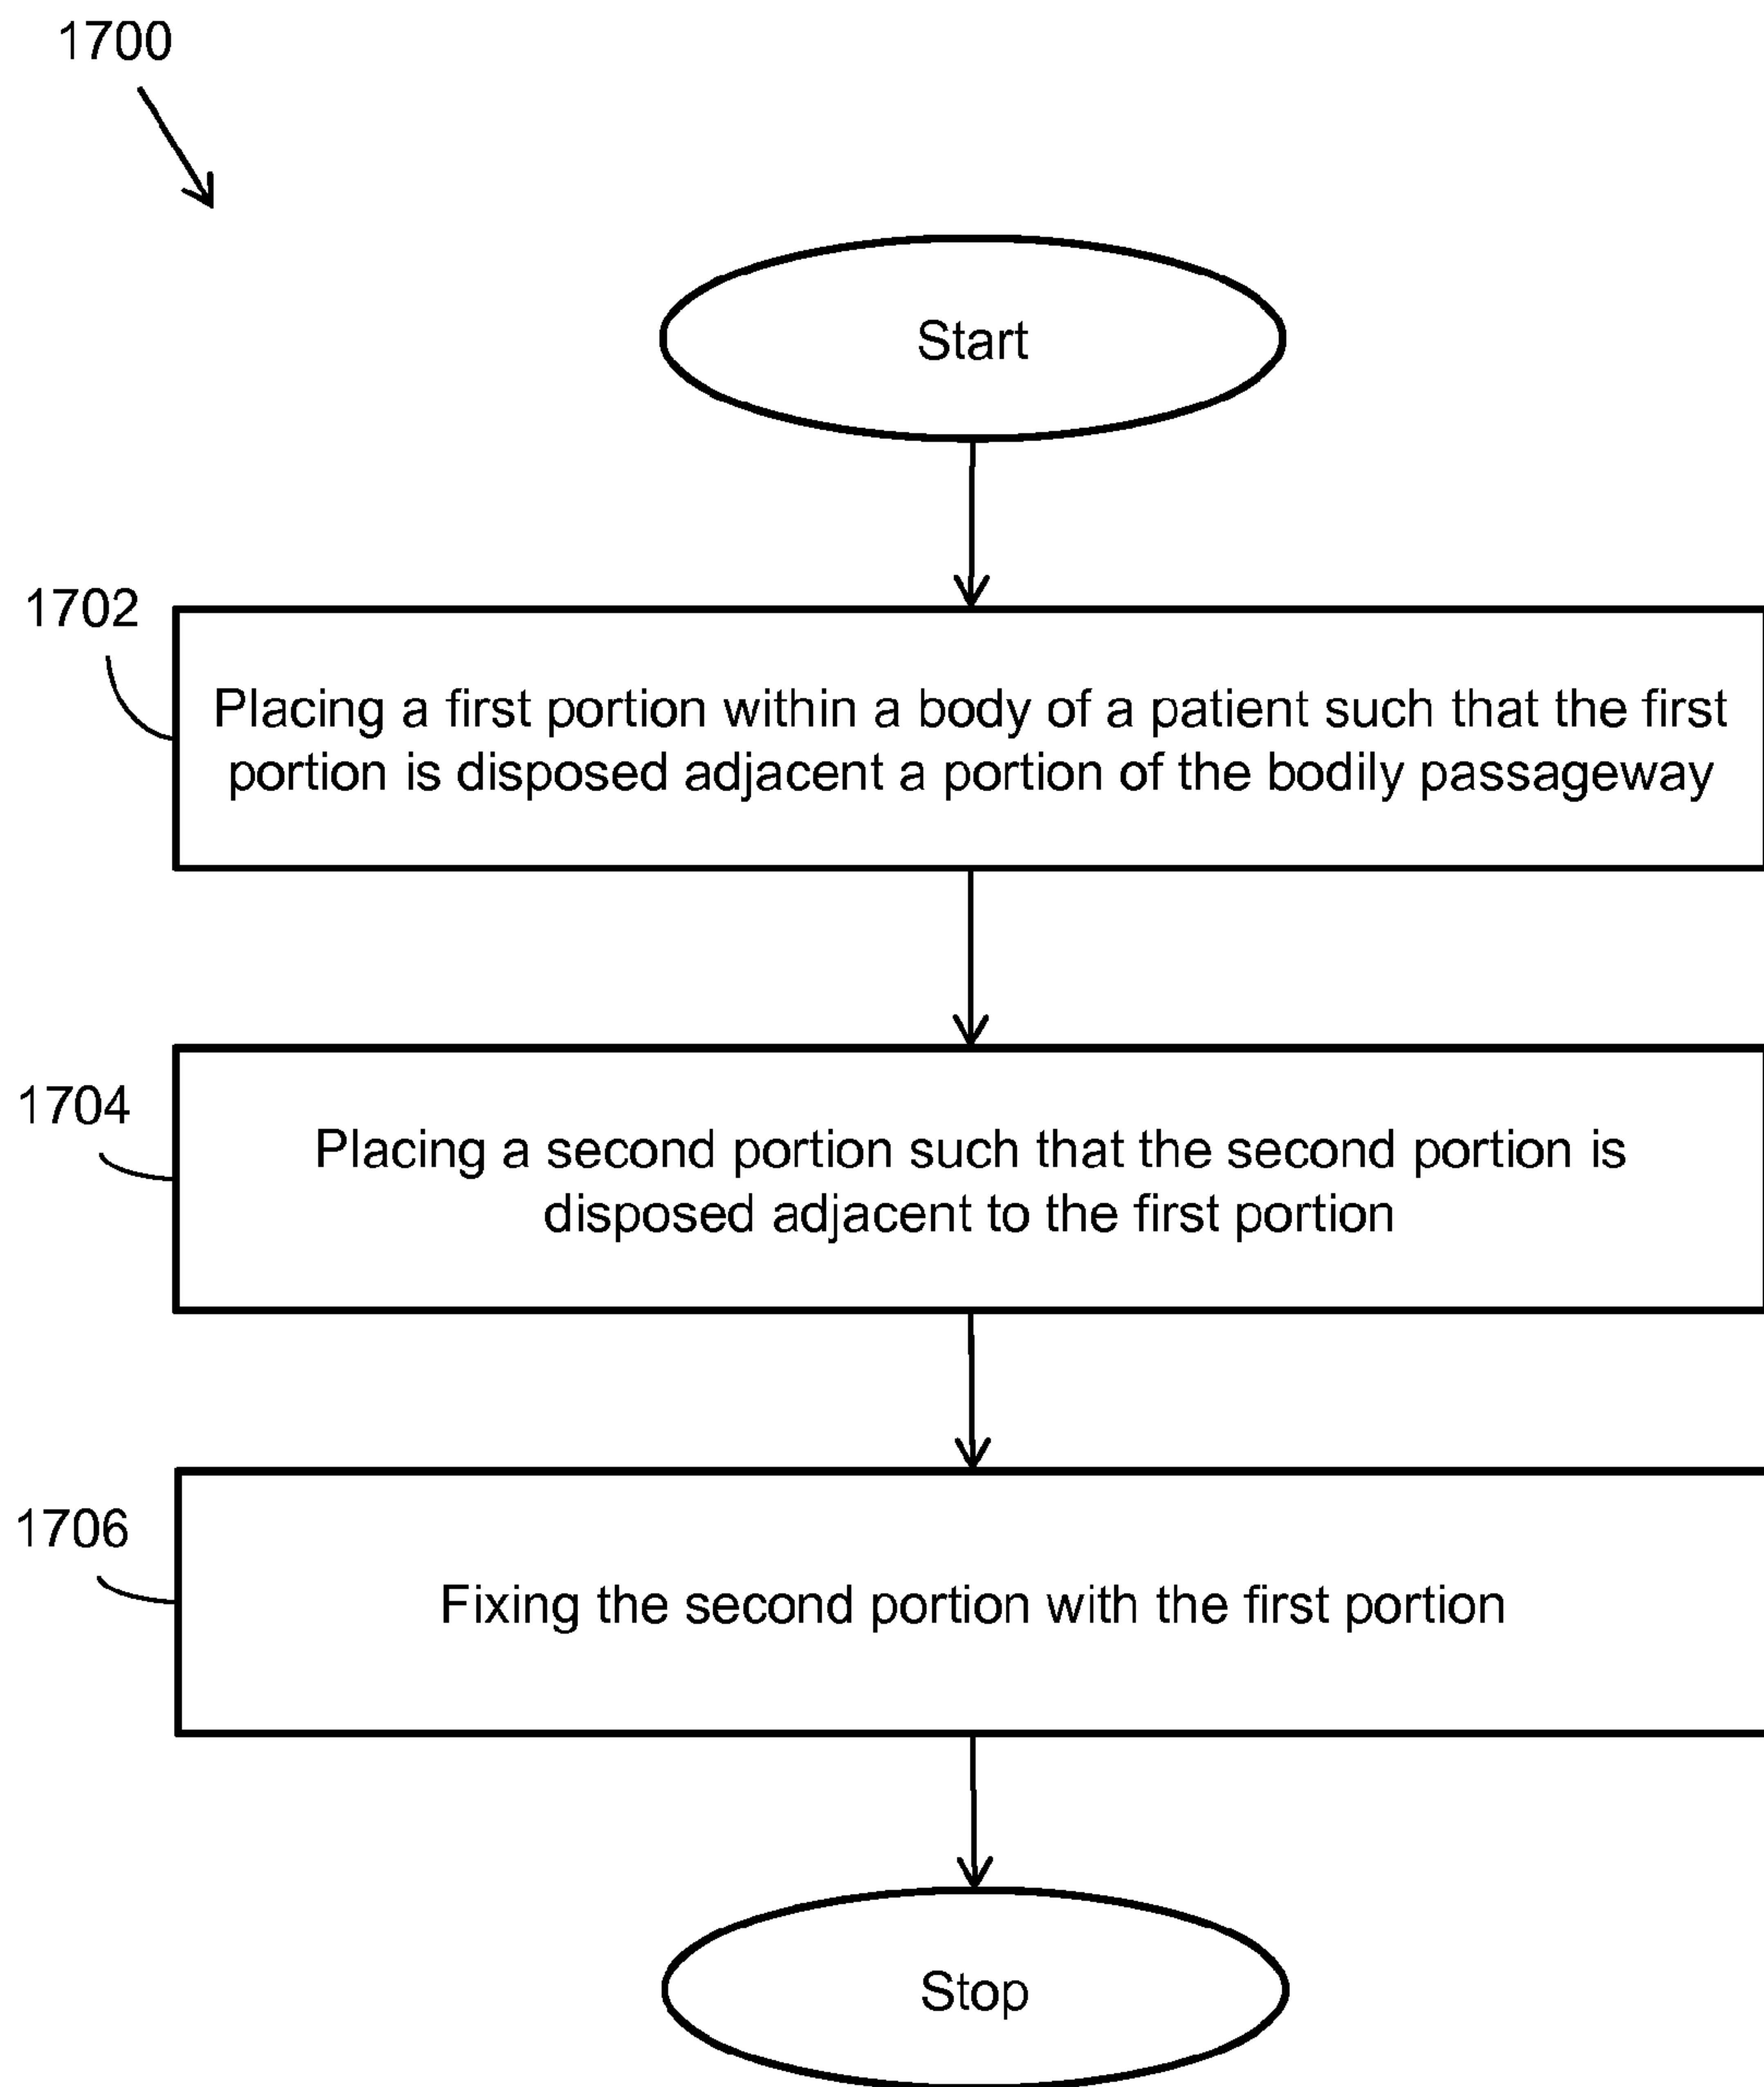 1700
Start
1702
Placing a first portion within a body of a patient such that the first
portion is disposed adjacent a portion of the bodily passageway
1704
Placing a second portion such that the second portion is
disposed adjacent to the first portion
1706
Fixing the second portion with the first portion
Stop